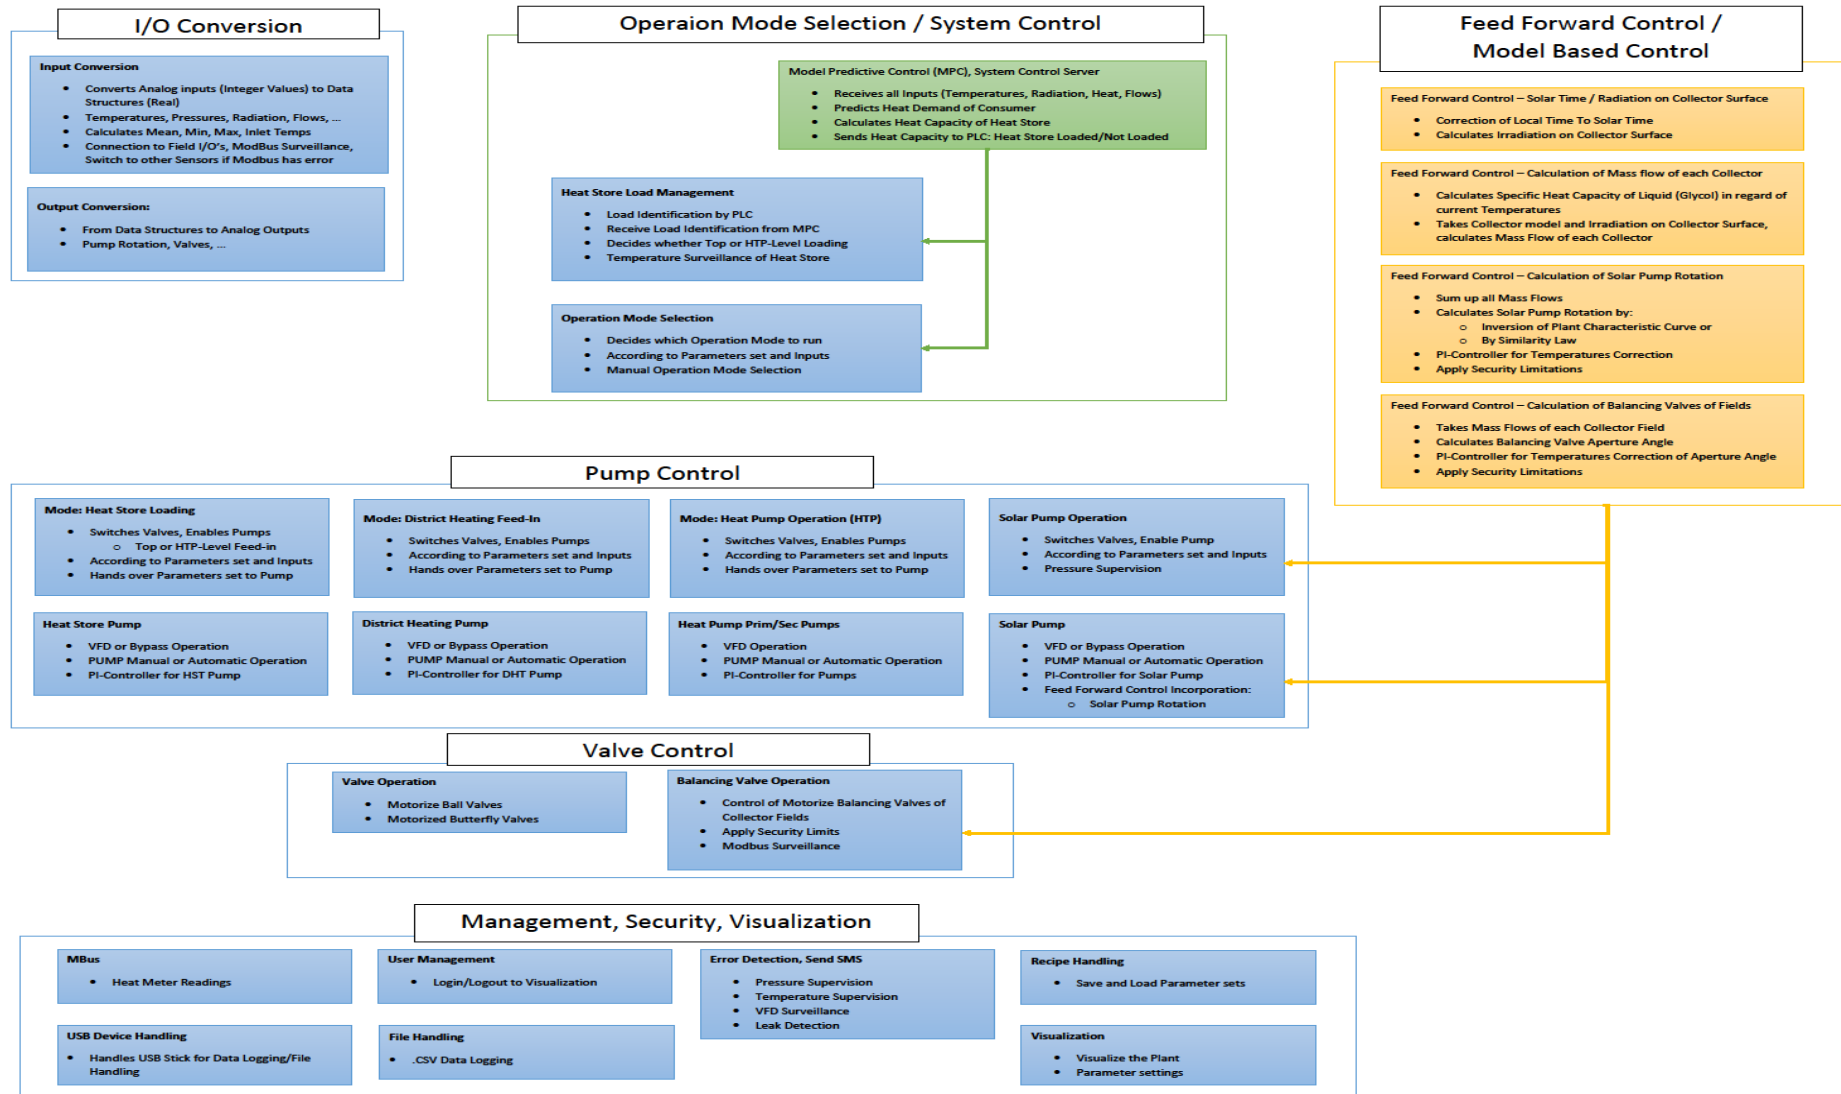 I/O Conversion
Input Conversion
• Converts Analog inputs (Integer Values) to Data
Structures (Real)
• Temperatures, Pressures, Radiation, Flows, ...
• Calculates Mean, Min, Max, Inlet Temps
• Connection to Field I/O's, ModBus Surveillance,
Switch to other Sensors if Modbus has error
Output Conversion:
• From Data Structures to Analog Outputs
• Pump Rotation, Valves, ...
Operaion Mode Selection / System Control
Model Predictive Control (MPC), System Control Server
• Receives all Inputs (Temperatures, Radiation, Heat, Flows)
• Predicts Heat Demand of Consumer
• Calculates Heat Capacity of Heat Store
• Sends Heat Capacity to PLC: Heat Store Loaded/Not Loaded
Heat Store Load Management
• Load Identification by PLC
• Receive Load Identification from MPC
• Decides whether Top or HTP-Level Loading
• Temperature Surveillance of Heat Store
Operation Mode Selection
• Decides which Operation Mode to run
• According to Parameters set and Inputs
• Manual Operation Mode Selection
Feed Forward Control /
Model Based Control
Feed Forward Control – Solar Time / Radiation on Collector Surface
• Correction of Local Time To Solar Time
• Calculates Irradiation on Collector Surface
Feed Forward Control – Calculation of Mass flow of each Collector
• Calculates Specific Heat Capacity of Liquid (Glycol) in regard of
current Temperatures
• Takes Collector model and Irradiation on Collector Surface,
calculates Mass Flow of each Collector
Feed Forward Control – Calculation of Solar Pump Rotation
• Sum up all Mass Flows
• Calculates Solar Pump Rotation by:
o Inversion of Plant Characteristic Curve or
o By Similarity Law
• PI-Controller for Temperatures Correction
• Apply Security Limitations
Feed Forward Control – Calculation of Balancing Valves of Fields
• Takes Mass Flows of each Collector Field
• Calculates Balancing Valve Aperture Angle
• PI-Controller for Temperatures Correction of Aperture Angle
• Apply Security Limitations
Pump Control
Mode: Heat Store Loading
• Switches Valves, Enables Pumps
o Top or HTP-Level Feed-in
• According to Parameters set and Inputs
• Hands over Parameters set to Pump
Mode: District Heating Feed-In
• Switches Valves, Enables Pumps
• According to Parameters set and Inputs
• Hands over Parameters set to Pump
Mode: Heat Pump Operation (HTP)
• Switches Valves, Enables Pumps
• According to Parameters set and Inputs
• Hands over Parameters set to Pump
Solar Pump Operation
• Switches Valves, Enable Pump
• According to Parameters set and Inputs
• Pressure Supervision
Heat Store Pump
• VFD or Bypass Operation
• PUMP Manual or Automatic Operation
• PI-Controller for HST Pump
District Heating Pump
• VFD or Bypass Operation
• PUMP Manual or Automatic Operation
• PI-Controller for DHT Pump
Heat Pump Prim/Sec Pumps
• VFD Operation
• PUMP Manual or Automatic Operation
• PI-Controller for Pumps
Solar Pump
• VFD or Bypass Operation
• PUMP Manual or Automatic Operation
• PI-Controller for Solar Pump
• Feed Forward Control Incorporation:
o Solar Pump Rotation
Valve Control
Valve Operation
• Motorize Ball Valves
• Motorized Butterfly Valves
Balancing Valve Operation
• Control of Motorize Balancing Valves of
Collector Fields
• Apply Security Limits
• Modbus Surveillance
Management, Security, Visualization
MBus
• Heat Meter Readings
User Management
• Login/Logout to Visualization
Error Detection, Send SMS
• Pressure Supervision
• Temperature Supervision
• VFD Surveillance
• Leak Detection
Recipe Handling
• Save and Load Parameter sets
USB Device Handling
• Handles USB Stick for Data Logging/File
Handling
File Handling
• .CSV Data Logging
Visualization
• Visualize the Plant
• Parameter settings